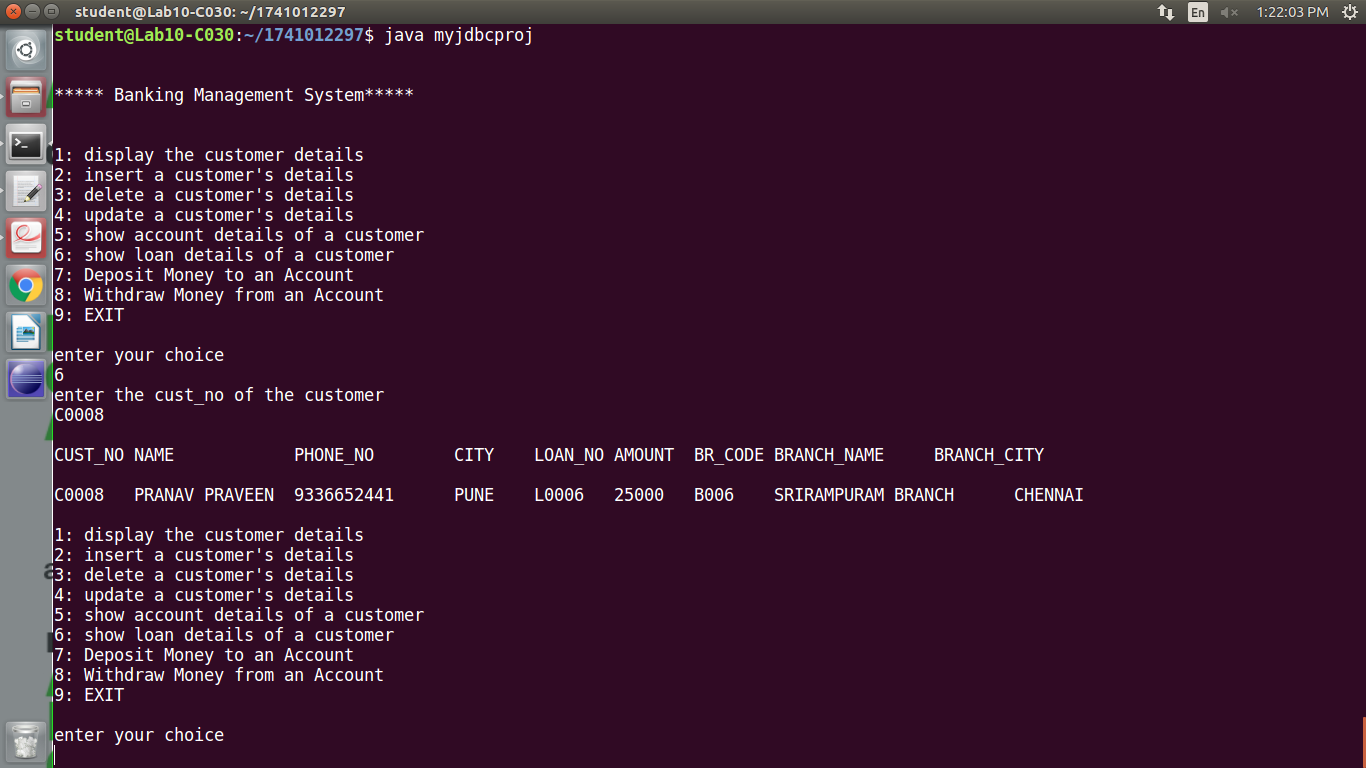 student@Lab10-C030: ~/1741012297
En
1:22:03 PM
student@Lab10-C030:~/1741012297$ java myjdbcproj
***** Banking Management System*****
1: display the customer details
2: insert a customer's details
3: delete a customer's details
4: update a customer's details
5: show account details of a customer
6: show loan details of a customer
7: Deposit Money to an Account
8: Withdraw Money from an Account
9: EXIT
enter your choice
6
enter the cust_no of the customer
C0008
CUST_NO NAME PHONE_NO CITY LOAN_NO AMOUNT BR_CODE BRANCH_NAME BRANCH_CITY
C0008 PRANAV PRAVEEN 9336652441 PUNE L0006 25000 B006 SRIRAMPURAM BRANCH CHENNAI
1: display the customer details
2: insert a customer's details
3: delete a customer's details
4: update a customer's details
5: show account details of a customer
6: show loan details of a customer
7: Deposit Money to an Account
8: Withdraw Money from an Account
9: EXIT
enter your choice